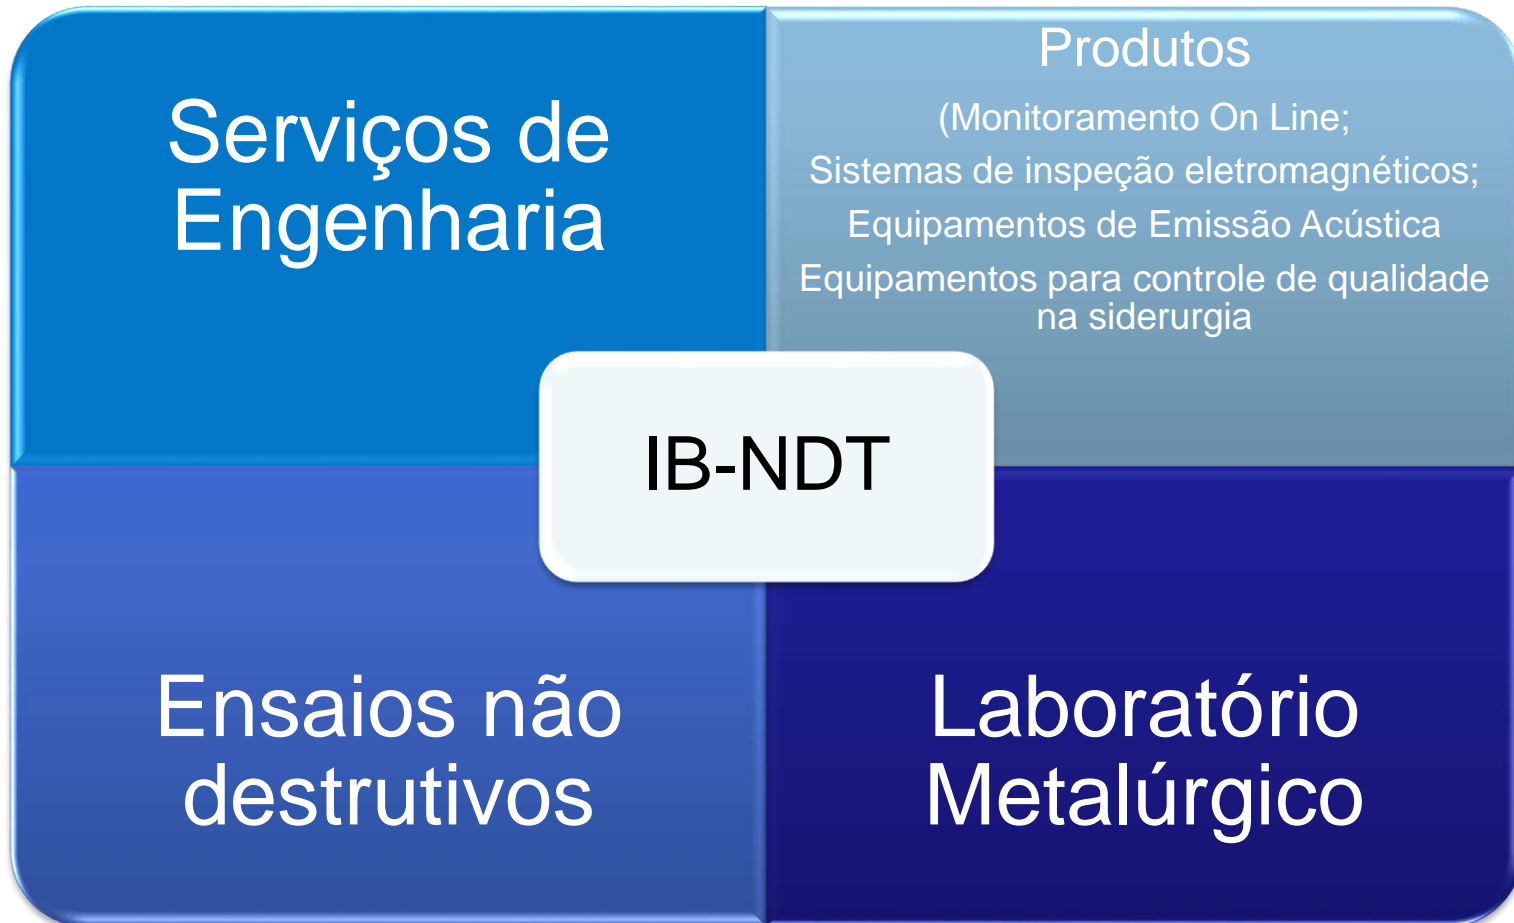 Serviços de
Engenharia
Produtos
(Monitoramento On Line;
Sistemas de inspeção eletromagnéticos;
Equipamentos de Emissão Acústica
Equipamentos para controle de qualidade
na siderurgia
IB-NDT
Ensaios não
destrutivos
Laboratório
Metalúrgico